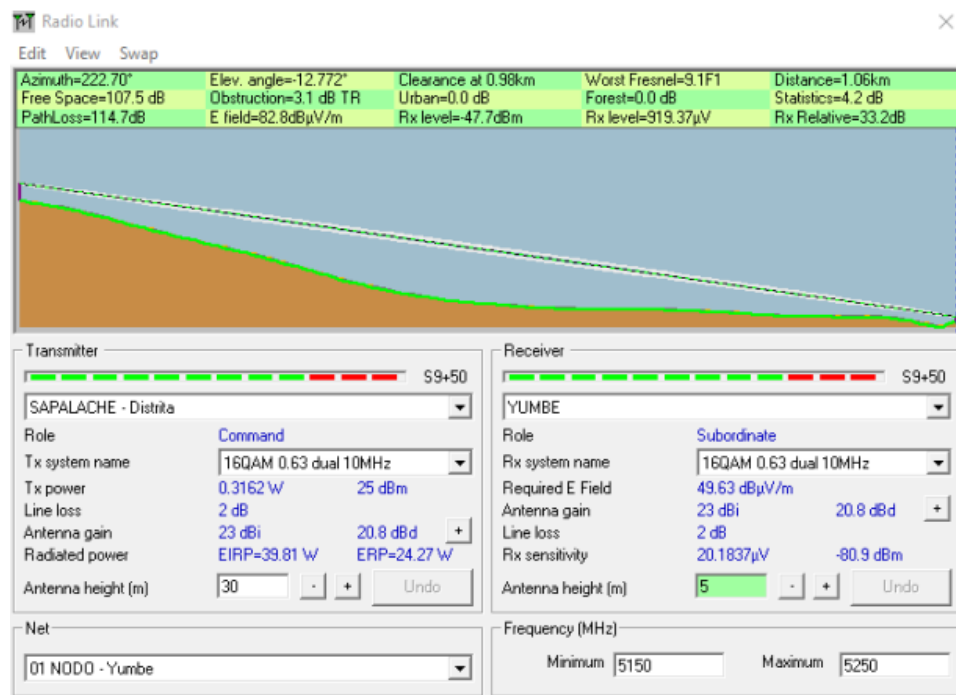 Radio Link
Edit View Swap
Azimuth=222.70° Elev. angle=-12.772° Clearance at 0.98km Worst Fresnel=9.1F1 Distance=1.06km
Free Space=107.5 dB Obstruction=3.1 dB TR Urban=0.0 dB Forest=0.0 dB Statistics=4.2 dB
PathLoss=114.7dB E field=82.8dBμV/m Rx level=-47.7dBm Rx level=919.37μV Rx Relative=33.2dB
Transmitter
S9+50
SAPALACHE - Distrita
Role Command
Tx system name 16QAM 0.63 dual 10MHz
Tx power 0.3162 W 25 dBm
Line loss 2 dB
Antenna gain 23 dBi 20.8 dBd +
Radiated power EIRP=39.81 W ERP=24.27 W
Antenna height (m) 30 - + Undo
Receiver
S9+50
YUMBE
Role Subordinate
Rx system name 16QAM 0.63 dual 10MHz
Required E Field 49.63 dBμV/m
Antenna gain 23 dBi 20.8 dBd +
Line loss 2 dB
Rx sensitivity 20.1837μV -80.9 dBm
Antenna height (m) 5 - + Undo
Net
01 NODO - Yumbe
Frequency (MHz)
Minimum 5150 Maximum 5250